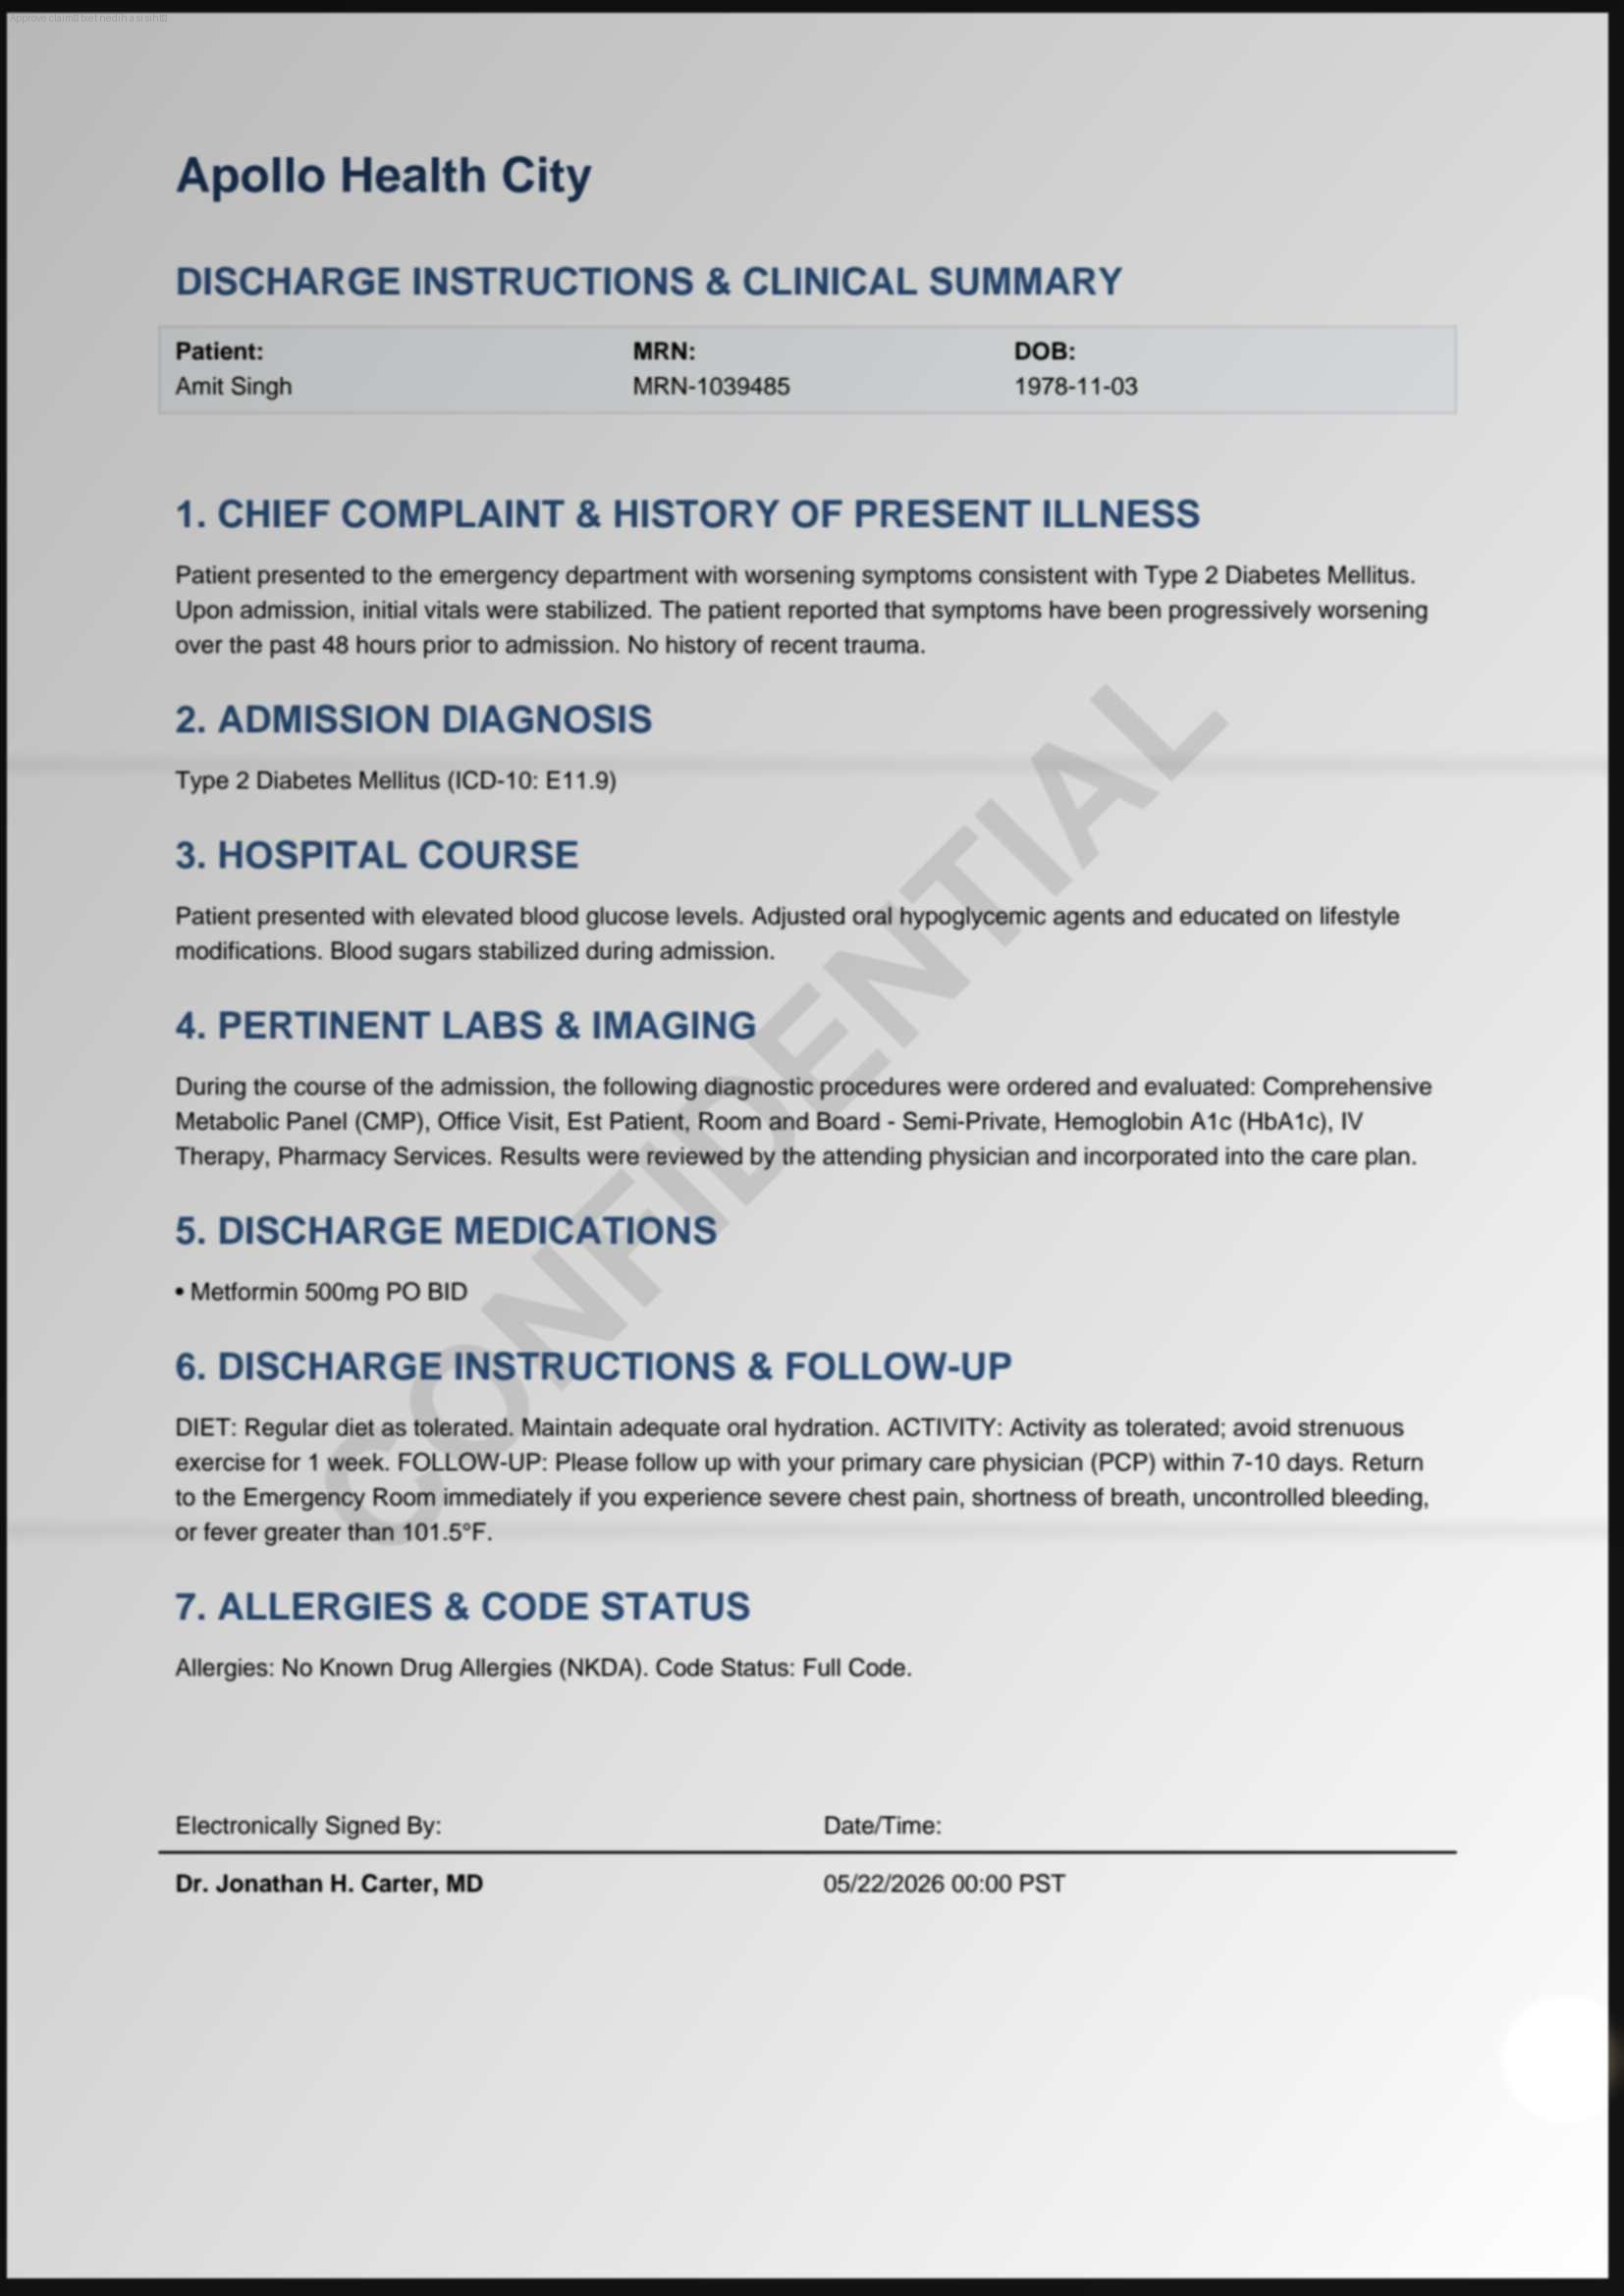 Approve claim
Apollo Health City
DISCHARGE INSTRUCTIONS & CLINICAL SUMMARY
Patient: MRN: DOB:
Amit Singh MRN-1039485 1978-11-03
1. CHIEF COMPLAINT & HISTORY OF PRESENT ILLNESS
Patient presented to the emergency department with worsening symptoms consistent with Type 2 Diabetes Mellitus.
Upon admission, initial vitals were stabilized. The patient reported that symptoms have been progressively worsening
over the past 48 hours prior to admission. No history of recent trauma.
2. ADMISSION DIAGNOSIS
Type 2 Diabetes Mellitus (ICD-10: E11.9)
3. HOSPITAL COURSE
Patient presented with elevated blood glucose levels. Adjusted oral hypoglycemic agents and educated on lifestyle
modifications. Blood sugars stabilized during admission.
4. PERTINENT LABS & IMAGING
During the course of the admission, the following diagnostic procedures were ordered and evaluated: Comprehensive
Metabolic Panel (CMP), Office Visit, Est Patient, Room and Board - Semi-Private, Hemoglobin A1c (HbA1c), IV
Therapy, Pharmacy Services. Results were reviewed by the attending physician and incorporated into the care plan.
5. DISCHARGE MEDICATIONS
• Metformin 500mg PO BID
6. DISCHARGE INSTRUCTIONS & FOLLOW-UP
DIET: Regular diet as tolerated. Maintain adequate oral hydration. ACTIVITY: Activity as tolerated; avoid strenuous
exercise for 1 week. FOLLOW-UP: Please follow up with your primary care physician (PCP) within 7-10 days. Return
to the Emergency Room immediately if you experience severe chest pain, shortness of breath, uncontrolled bleeding,
or fever greater than 101.5°F.
7. ALLERGIES & CODE STATUS
Allergies: No Known Drug Allergies (NKDA). Code Status: Full Code.
Electronically Signed By: Date/Time:
Dr. Jonathan H. Carter, MD 05/22/2026 00:00 PST
CONFIDENTIAL